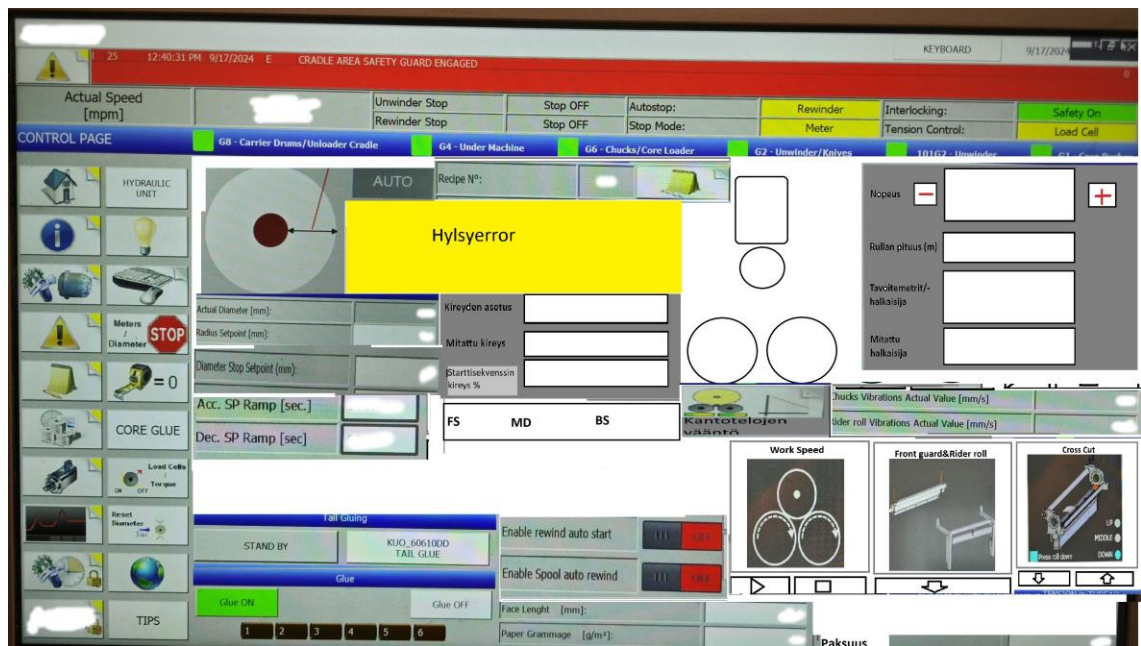 KEYBOARD
9/17/2024
25 12:40:31 PM 9/17/2024 E CRADLE AREA SAFETY GUARD ENGAGED
0
Actual Speed
[mpm]
Unwinder Stop
Stop OFF
Autostop:
Rewinder
Interlocking:
Safety On
Rewinder Stop
Stop OFF
Stop Mode:
Meter
Tension Control:
Load Cell
CONTROL PAGE
G8 - Carrier Drums/Unloader Cradle
G4 - Under Machine
G6 - Chucks/Core Loader
G2 - Unwinder/Knives
101G2 - Unwinder
HYDRAULIC
UNIT
Meters
/
Diameter
STOP
= 0
CORE GLUE
Load Cells
/
Torque
ON OFF
Reset
Diameter
TIPS
AUTO
Recipe Nº:
Hylsyerror
Actual Diameter [mm]:
Radius Setpoint [mm]:
Diameter Stop Setpoint (mm):
Acc. SP Ramp [sec.]
Dec. SP Ramp [sec]
Kireyden asetus
Mitattu kireys
Starttisekvenssin
kireys %
FS MD BS
Nopeus
− +
Rullan pituus (m)
Tavoitemetrit/-
halkaisija
Mitattu
halkaisija
Kantotelojen
vääntö
Chucks Vibrations Actual Value [mm/s]
Rider roll Vibrations Actual Value [mm/s]
Work Speed
Front guard&Rider roll
Cross Cut
UP
MIDDLE
DOWN
Press roll down
Tail Gluing
STAND BY
KUO_60610DD
TAIL GLUE
Glue
Glue ON
Glue OFF
1 2 3 4 5 6
Enable rewind auto start
OFF
Enable Spool auto rewind
OFF
Face Lenght [mm]:
Paper Grammage [g/m²]:
Paksuus